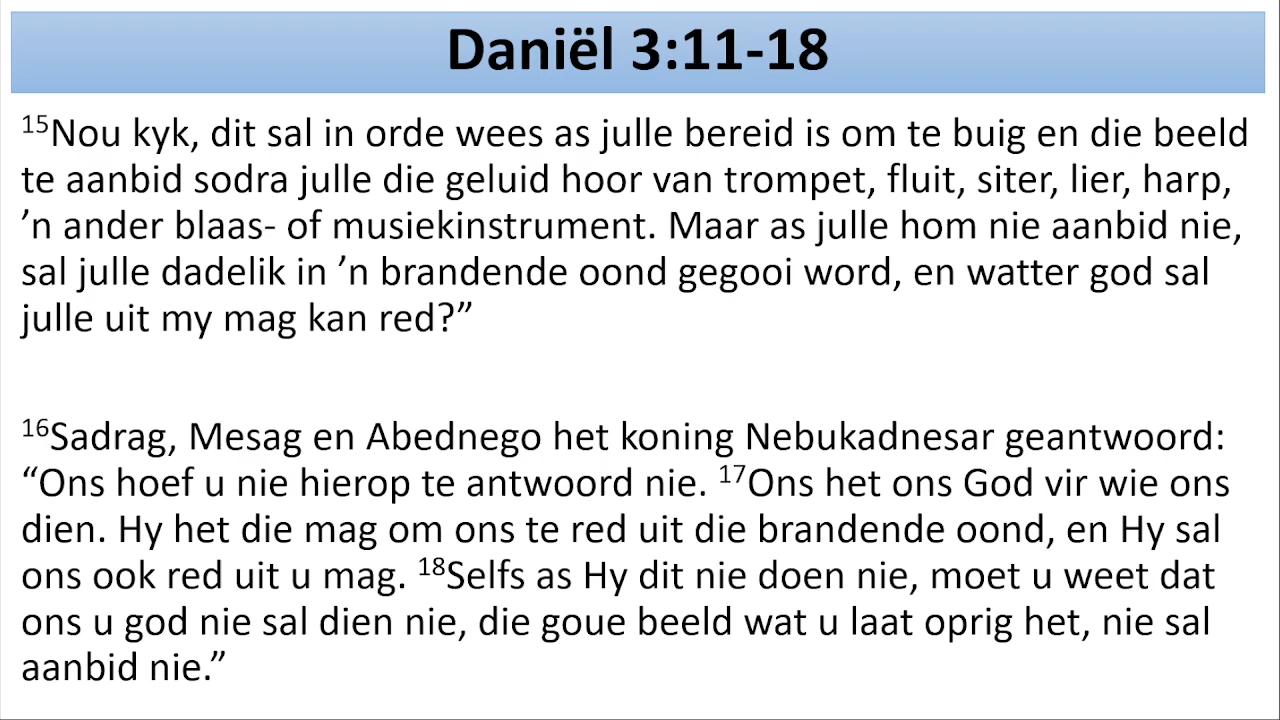 Daniël 3:11-18
¹⁵Nou kyk, dit sal in orde wees as julle bereid is om te buig en die beeld
te aanbid sodra julle die geluid hoor van trompet, fluit, siter, lier, harp,
’n ander blaas- of musiekinstrument. Maar as julle hom nie aanbid nie,
sal julle dadelik in ’n brandende oond gegooi word, en watter god sal
julle uit my mag kan red?”
¹⁶Sadrag, Mesag en Abednego het koning Nebukadnesar geantwoord:
“Ons hoef u nie hierop te antwoord nie. ¹⁷Ons het ons God vir wie ons
dien. Hy het die mag om ons te red uit die brandende oond, en Hy sal
ons ook red uit u mag. ¹⁸Selfs as Hy dit nie doen nie, moet u weet dat
ons u god nie sal dien nie, die goue beeld wat u laat oprig het, nie sal
aanbid nie.”